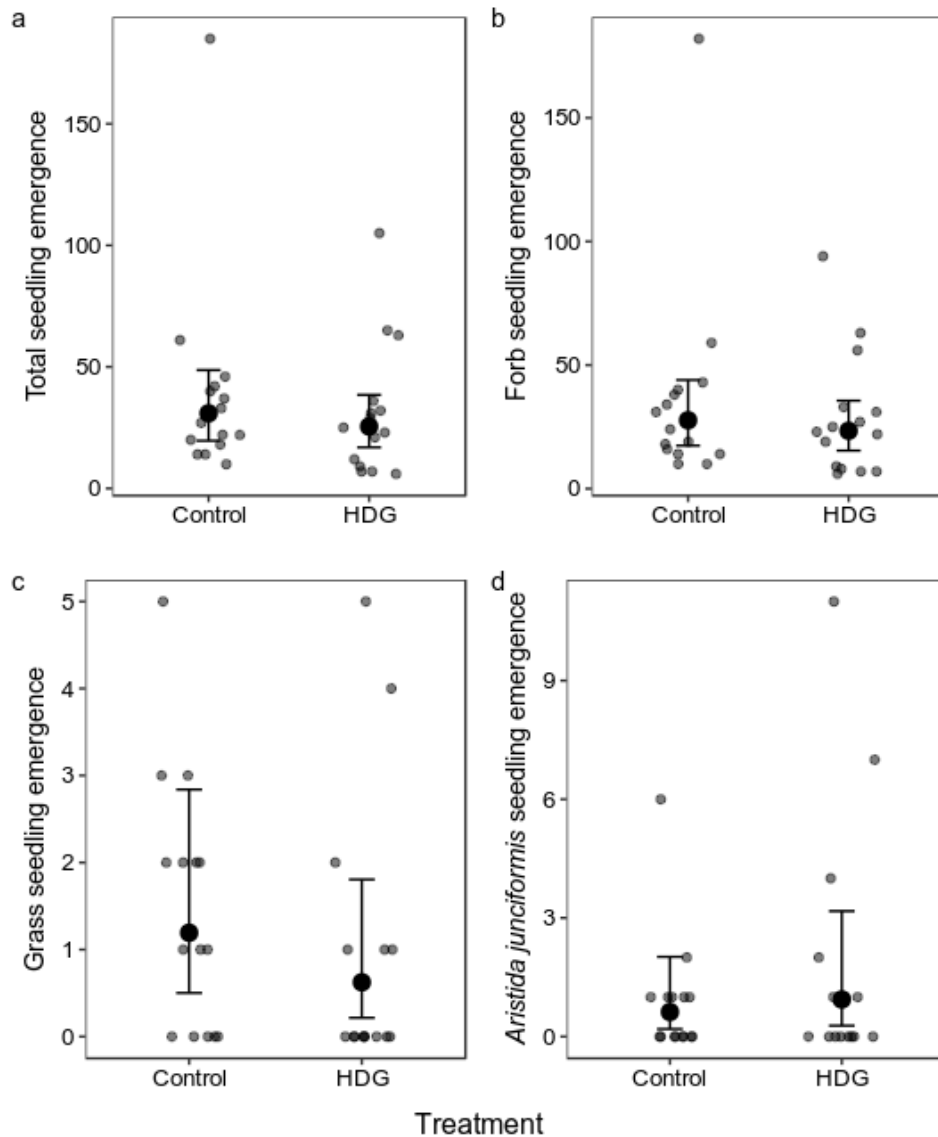 a
Total seedling emergence
150
100
50
0
Control HDG
b
Forb seedling emergence
150
100
50
0
Control HDG
c
Grass seedling emergence
5
4
3
2
1
0
Control HDG
d
Aristida junciformis seedling emergence
9
6
3
0
Control HDG
Treatment